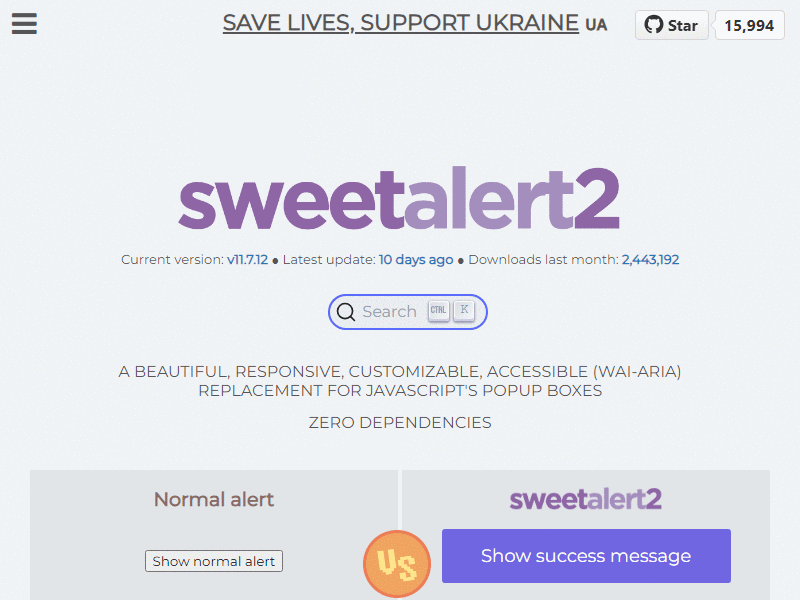 SAVE LIVES, SUPPORT UKRAINE UA
Star
15,994
sweetalert2
Current version: v11.7.12 ● Latest update: 10 days ago ● Downloads last month: 2,443,192
Search CTRL K
A BEAUTIFUL, RESPONSIVE, CUSTOMIZABLE, ACCESSIBLE (WAI-ARIA)
REPLACEMENT FOR JAVASCRIPT'S POPUP BOXES
ZERO DEPENDENCIES
Normal alert
sweetalert2
Show normal alert
VS
Show success message